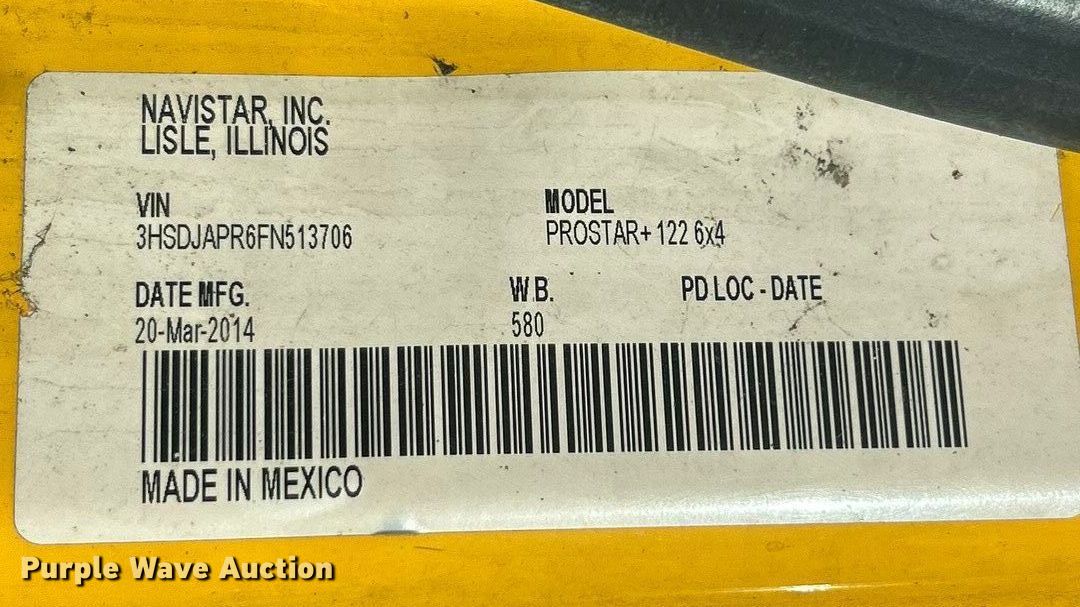 NAVISTAR, INC.
LISLE, ILLINOIS
VIN
3HSDJAPR6FN513706
MODEL
PROSTAR+ 122 6x4
DATE MFG.
20-Mar-2014
W.B.
580
PD LOC - DATE
MADE IN MEXICO
Purple Wave Auction